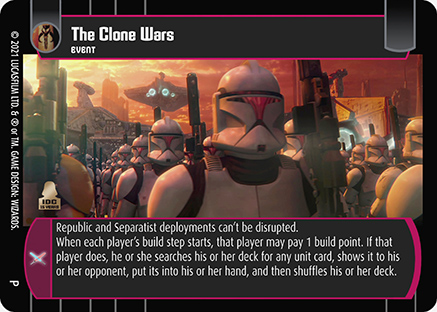 The Clone Wars
EVENT
© 2021 LUCASFILM LTD. & ® or TM. GAME DESIGN: WIZARDS.
IDC
Republic and Separatist deployments can't be disrupted.
When each player's build step starts, that player may pay 1 build point. If that
player does, he or she searches his or her deck for any unit card, shows it to his
or her opponent, put its into his or her hand, and then shuffles his or her deck.
P